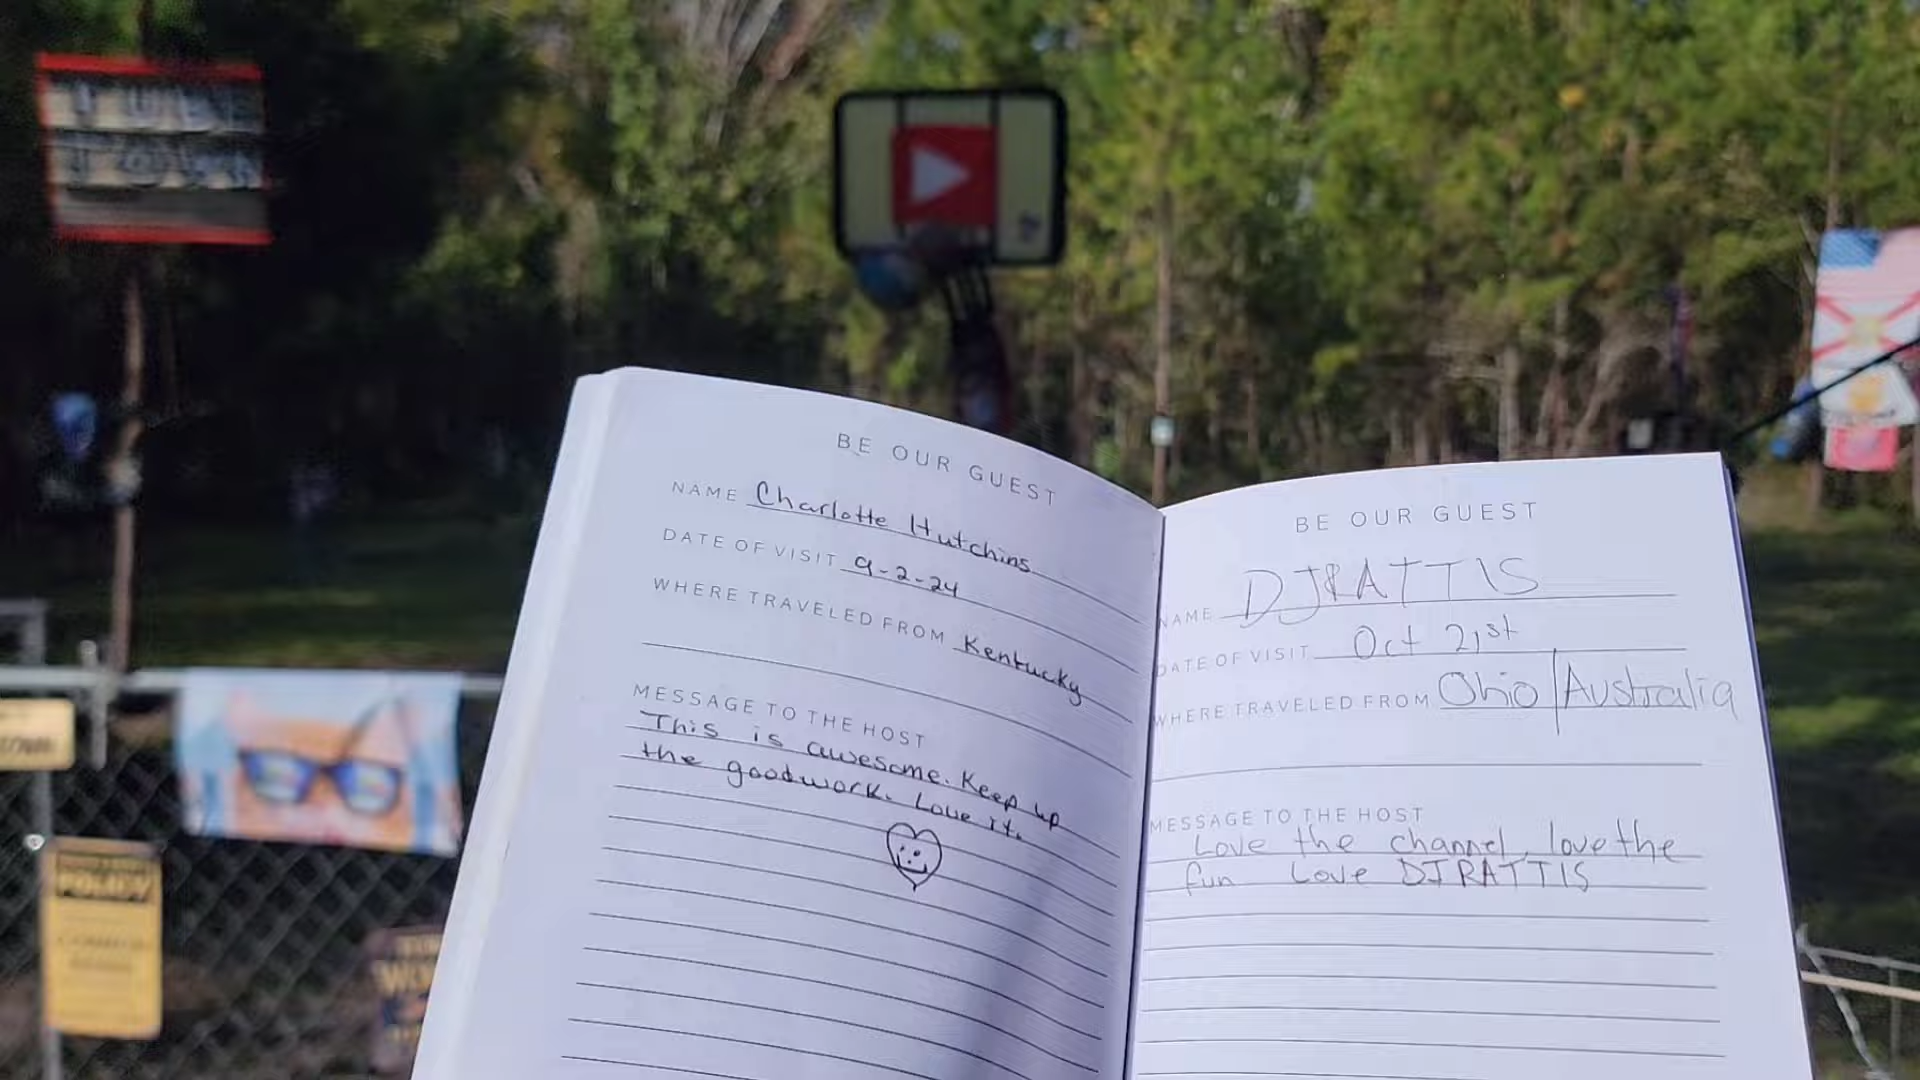 BE OUR GUEST
NAME Charlotte Hutchins
DATE OF VISIT 9-2-24
WHERE TRAVELED FROM Kentucky
MESSAGE TO THE HOST
This is awesome. Keep up
the goodwork. Love it.
BE OUR GUEST
NAME DJRATTIS
DATE OF VISIT Oct 21st
WHERE TRAVELED FROM Ohio/Australia
MESSAGE TO THE HOST
Love the channel, love the
fun Love DJRATTIS
POLICY